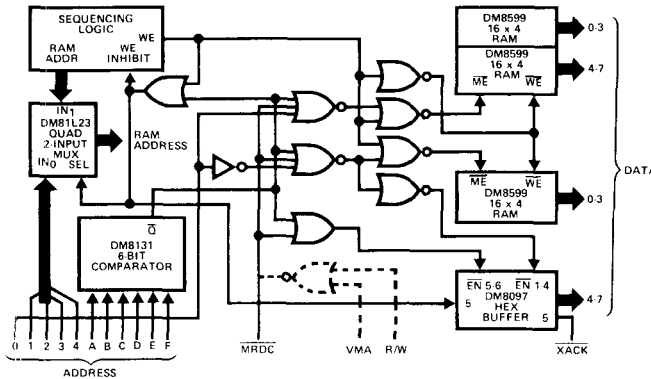 SEQUENCING
LOGIC
WE
RAM
ADDR
WE
INHIBIT
DM8599
16 x 4
RAM
0-3
DM8599
16 x 4
RAM
4-7
ME
WE
IN1
DM81L23
QUAD
2-INPUT
MUX
IN0 SEL
RAM
ADDRESS
ME
WE
DM8599
16 x 4
RAM
0-3
DATA
Q
DM8131
6-BIT
COMPARATOR
EN 5-6 EN 1-4
5 DM8097
HEX
BUFFER 5
4-7
0 1 2 3 4 A B C D E F
ADDRESS
MRDC
VMA
R/W
XACK